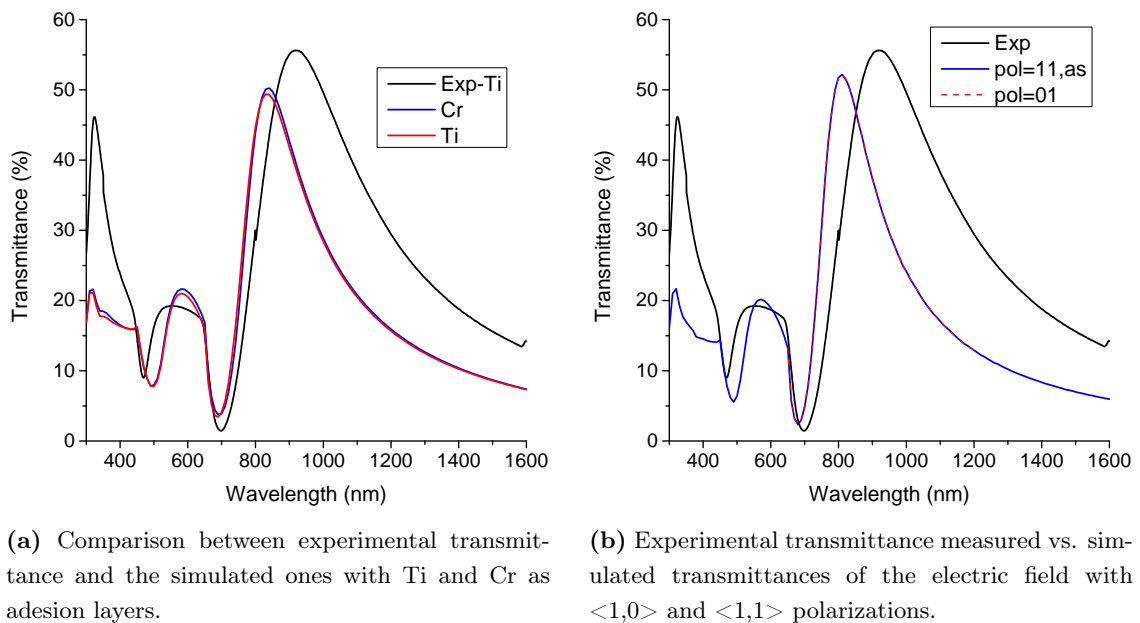 60
50
40
30
20
10
0
Transmittance (%)
400 600 800 1000 1200 1400 1600
Wavelength (nm)
Exp-Ti
Cr
Ti
(a) Comparison between experimental transmit-
tance and the simulated ones with Ti and Cr as
adesion layers.
60
50
40
30
20
10
0
Transmittance (%)
400 600 800 1000 1200 1400 1600
Wavelength (nm)
Exp
pol=11,as
pol=01
(b) Experimental transmittance measured vs. sim-
ulated transmittances of the electric field with
<1,0> and <1,1> polarizations.